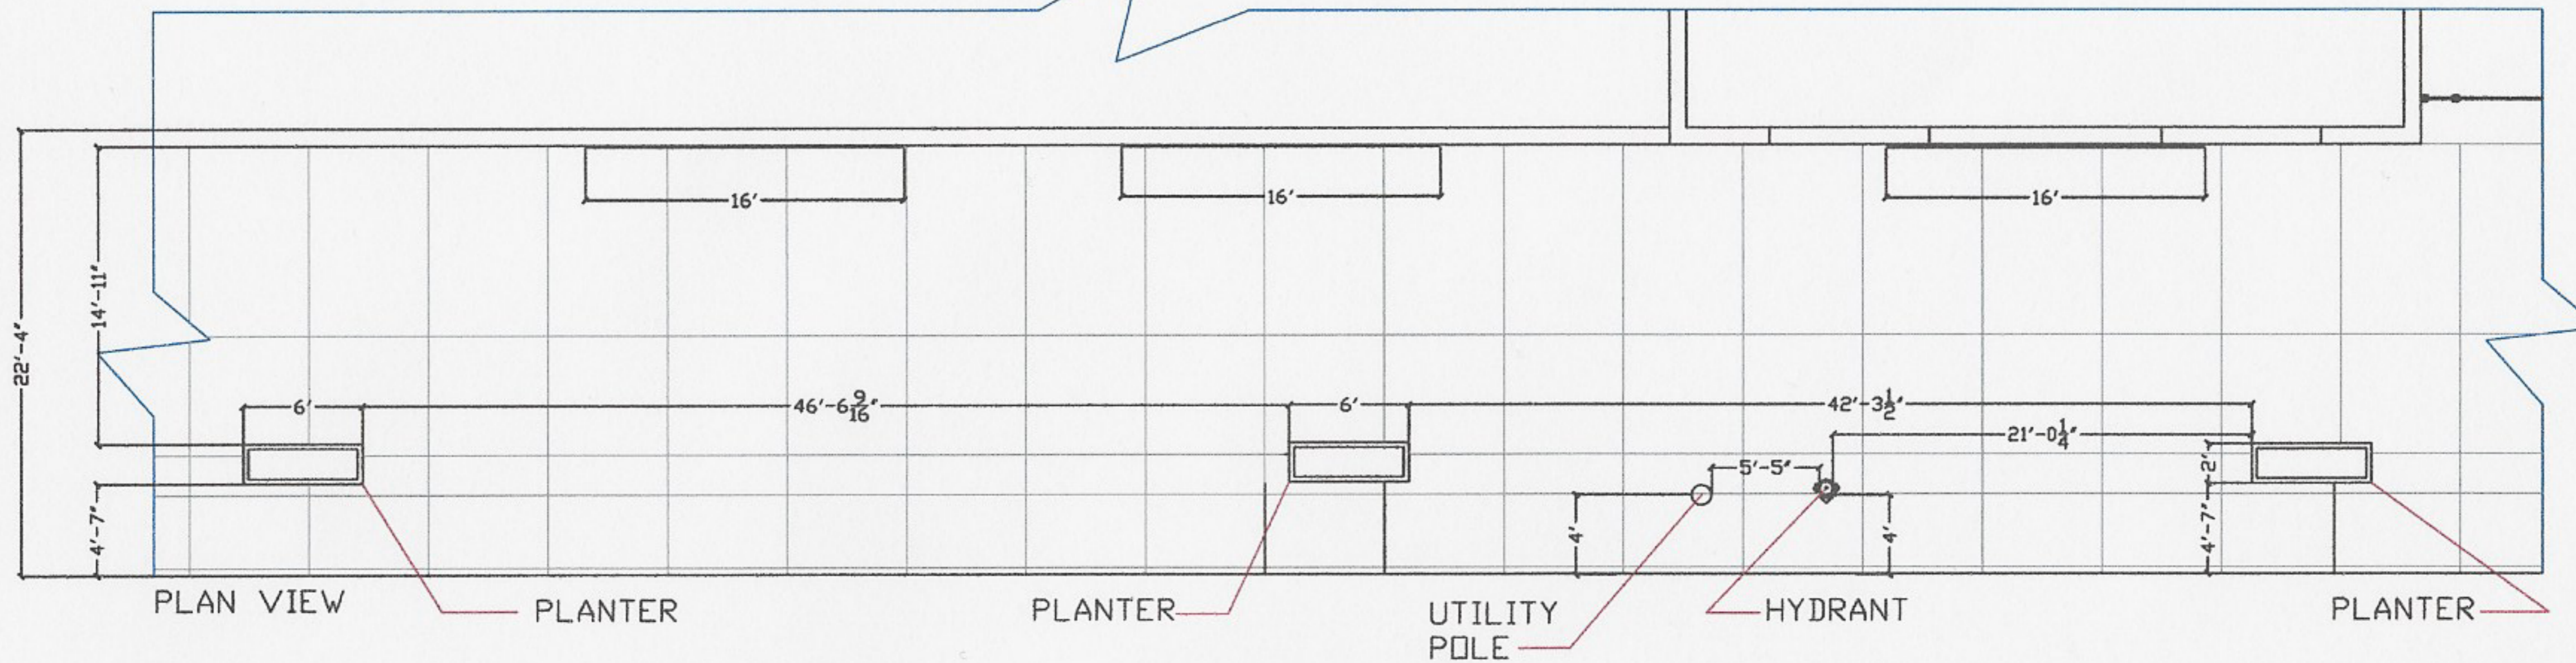 16'
16'
16'
14'-11"
22'-4"
6'
46'-6 9/16"
6'
42'-3 1/2"
21'-0 1/4"
5'-5"
2'
4'-7"
4'
4'
4'-7"
PLAN VIEW
PLANTER
PLANTER
UTILITY
POLE
HYDRANT
PLANTER